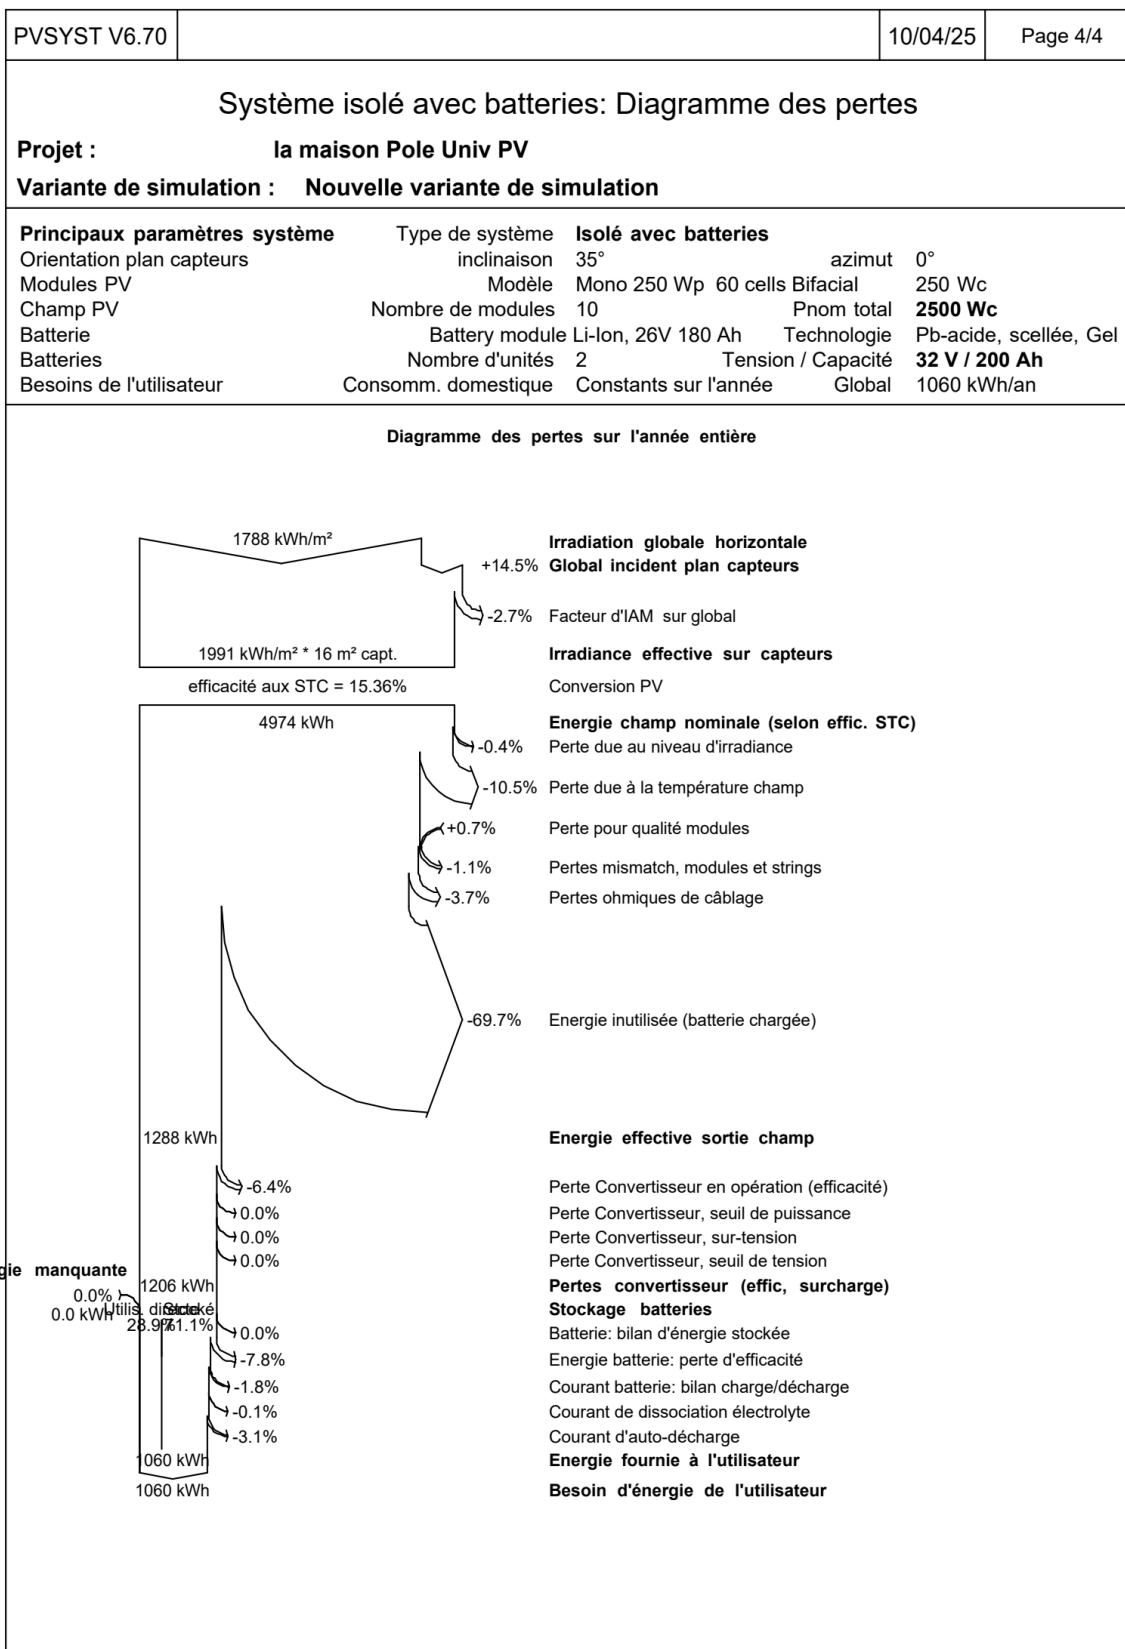 PVSYST V6.70 10/04/25 Page 4/4
Système isolé avec batteries: Diagramme des pertes
Projet : la maison Pole Univ PV
Variante de simulation : Nouvelle variante de simulation
Principaux paramètres système Type de système Isolé avec batteries
Orientation plan capteurs inclinaison 35° azimut 0°
Modules PV Modèle Mono 250 Wp 60 cells Bifacial 250 Wc
Champ PV Nombre de modules 10 Pnom total 2500 Wc
Batterie Battery module Li-Ion, 26V 180 Ah Technologie Pb-acide, scellée, Gel
Batteries Nombre d'unités 2 Tension / Capacité 32 V / 200 Ah
Besoins de l'utilisateur Consomm. domestique Constants sur l'année Global 1060 kWh/an
Diagramme des pertes sur l'année entière
1788 kWh/m² Irradiation globale horizontale
+14.5% Global incident plan capteurs
-2.7% Facteur d'IAM sur global
1991 kWh/m² * 16 m² capt. Irradiance effective sur capteurs
efficacité aux STC = 15.36% Conversion PV
4974 kWh Energie champ nominale (selon effic. STC)
-0.4% Perte due au niveau d'irradiance
-10.5% Perte due à la température champ
+0.7% Perte pour qualité modules
-1.1% Pertes mismatch, modules et strings
-3.7% Pertes ohmiques de câblage
-69.7% Energie inutilisée (batterie chargée)
1288 kWh Energie effective sortie champ
-6.4% Perte Convertisseur en opération (efficacité)
0.0% Perte Convertisseur, seuil de puissance
0.0% Perte Convertisseur, sur-tension
0.0% Perte Convertisseur, seuil de tension
gie manquante
0.0% 1206 kWh Pertes convertisseur (effic, surcharge)
0.0 kWh Utilis. directe Stocké Stockage batteries
28.9% 71.1% 0.0% Batterie: bilan d'énergie stockée
-7.8% Energie batterie: perte d'efficacité
-1.8% Courant batterie: bilan charge/décharge
-0.1% Courant de dissociation électrolyte
-3.1% Courant d'auto-décharge
1060 kWh Energie fournie à l'utilisateur
1060 kWh Besoin d'énergie de l'utilisateur